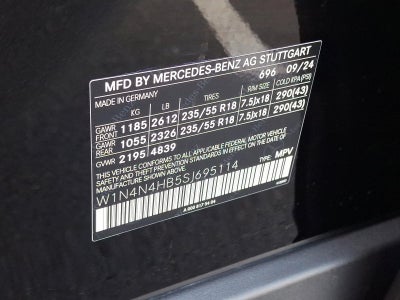 MFD BY MERCEDES-BENZ AG STUTTGART
MADE IN GERMANY 696 09/24
KG LB TIRES RIM SIZE COLD KPA (PSI)
GAWR FRONT 1185 2612 235/55 R18 7.5Jx18 290(43)
GAWR REAR 1055 2326 235/55 R18 7.5Jx18 290(43)
GVWR 2195 4839
THIS VEHICLE CONFORMS TO ALL APPLICABLE FEDERAL MOTOR VEHICLE
SAFETY STANDARDS IN EFFECT ON THE DATE OF MANUFACTURE SHOWN ABOVE.
W1N4N4HB5SJ695114 TYPE: MPV